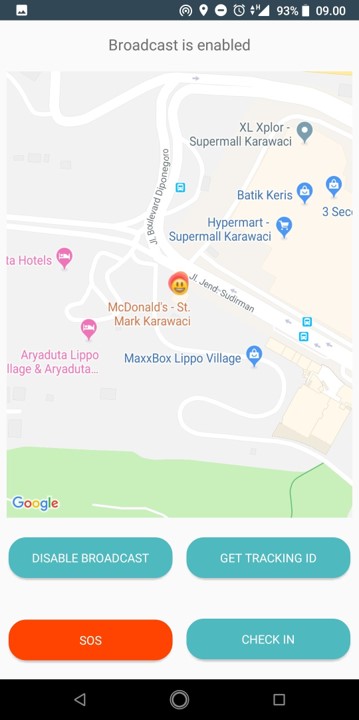 93% 09.00
Broadcast is enabled
XL Xplor -
Supermall Karawaci
Jl. Boulevard Diponegoro
Batik Keris
3 Seco
Hypermart -
Supermall Karawaci
ta Hotels
Jl. Jend. Sudirman
McDonald's - St.
Mark Karawaci
MaxxBox Lippo Village
Aryaduta Lippo
llage & Aryaduta...
Google
DISABLE BROADCAST
GET TRACKING ID
SOS
CHECK IN